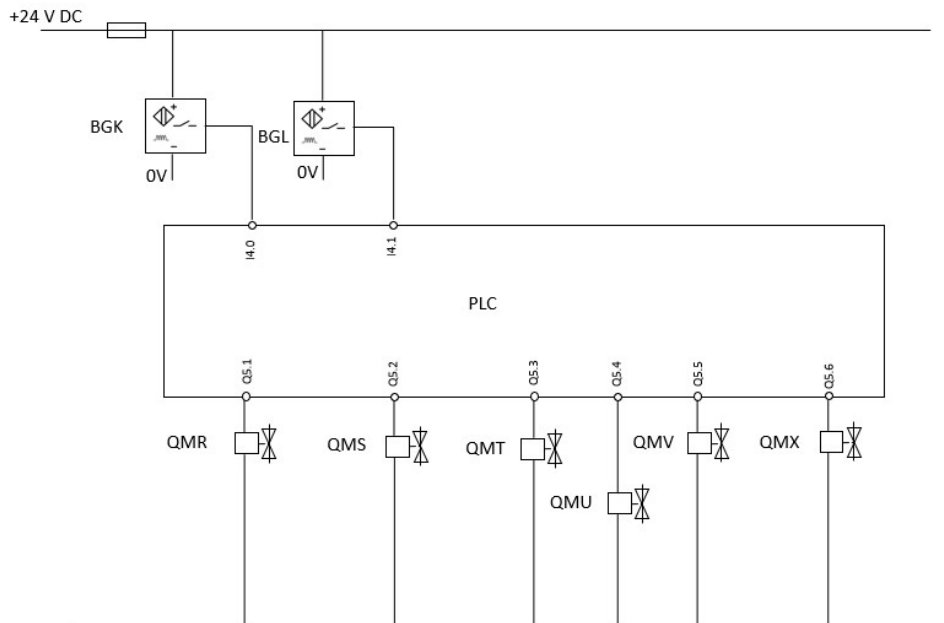 +24 V DC
BGK
+
-
0V
BGL
+
-
0V
I4.0
I4.1
PLC
Q5.1
Q5.2
Q5.3
Q5.4
Q5.5
Q5.6
QMR
QMS
QMT
QMU
QMV
QMX